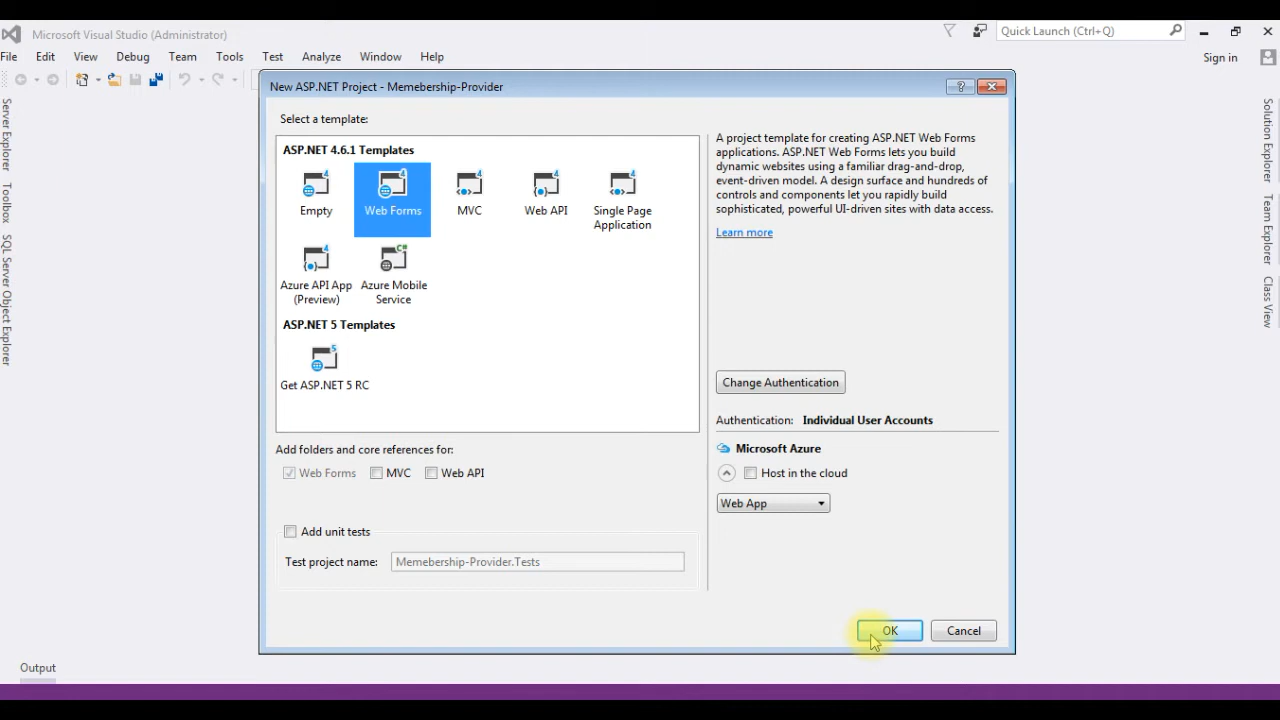 Microsoft Visual Studio (Administrator)
Quick Launch (Ctrl+Q)
File Edit View Debug Team Tools Test Analyze Window Help
Sign in
Server Explorer
Toolbox
SQL Server Object Explorer
New ASP.NET Project - Memebership-Provider
Select a template:
ASP.NET 4.6.1 Templates
Empty
Web Forms
MVC
Web API
Single Page
Application
Azure API App
(Preview)
Azure Mobile
Service
ASP.NET 5 Templates
Get ASP.NET 5 RC
Add folders and core references for:
Web Forms MVC Web API
Add unit tests
Test project name: Memebership-Provider.Tests
A project template for creating ASP.NET Web Forms
applications. ASP.NET Web Forms lets you build
dynamic websites using a familiar drag-and-drop,
event-driven model. A design surface and hundreds of
controls and components let you rapidly build
sophisticated, powerful UI-driven sites with data access.
Learn more
Change Authentication
Authentication: Individual User Accounts
Microsoft Azure
Host in the cloud
Web App
OK Cancel
Solution Explorer
Team Explorer
Class View
Output